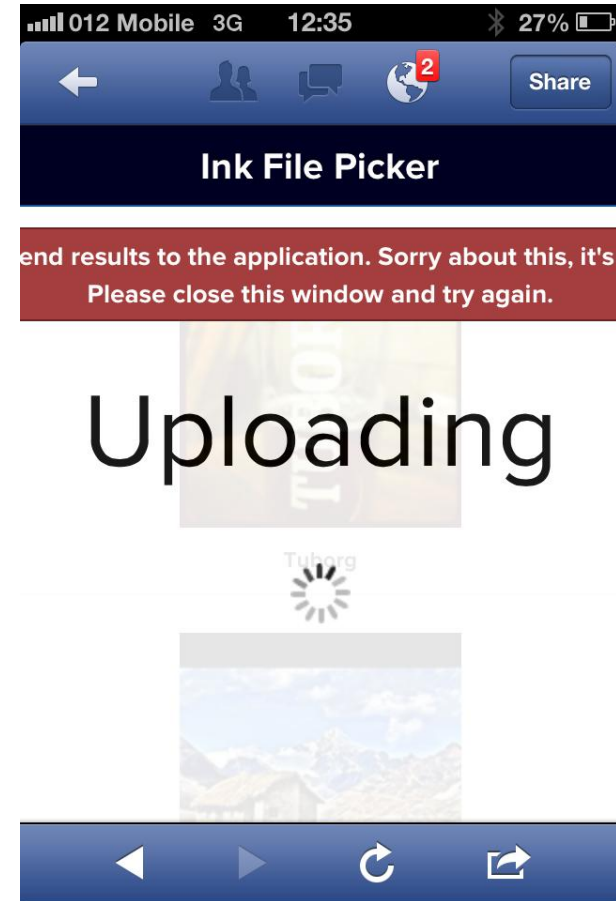 012 Mobile 3G 12:35 27%
2
Share
Ink File Picker
end results to the application. Sorry about this, it's
Please close this window and try again.
Uploading
Tuborg